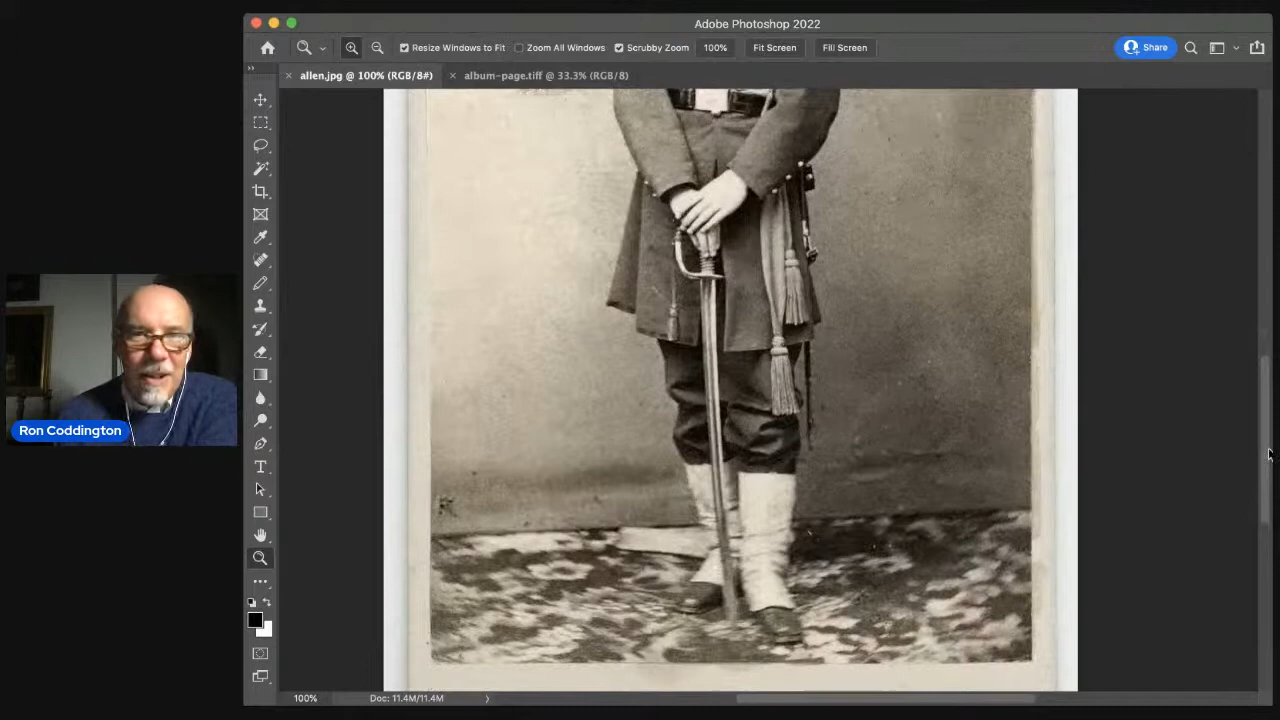 Adobe Photoshop 2022
Resize Windows to Fit Zoom All Windows Scrubby Zoom 100% Fit Screen Fill Screen Share
allen.jpg @ 100% (RGB/8#) album-page.tiff @ 33.3% (RGB/8)
Ron Coddington
100% Doc: 11.4M/11.4M